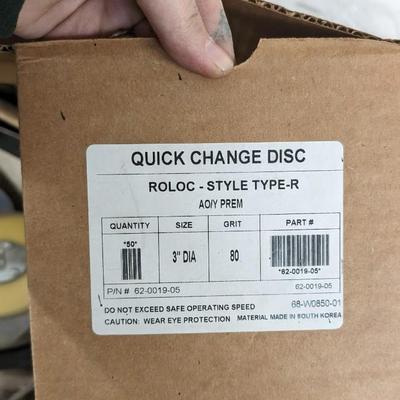 QUICK CHANGE DISC
ROLOC - STYLE TYPE-R
AO/Y PREM
QUANTITY SIZE GRIT PART #
*50* 3" DIA 80
*62-0019-05*
P/N # 62-0019-05 62-0019-05
DO NOT EXCEED SAFE OPERATING SPEED 68-W0850-01
CAUTION: WEAR EYE PROTECTION MATERIAL MADE IN SOUTH KOREA